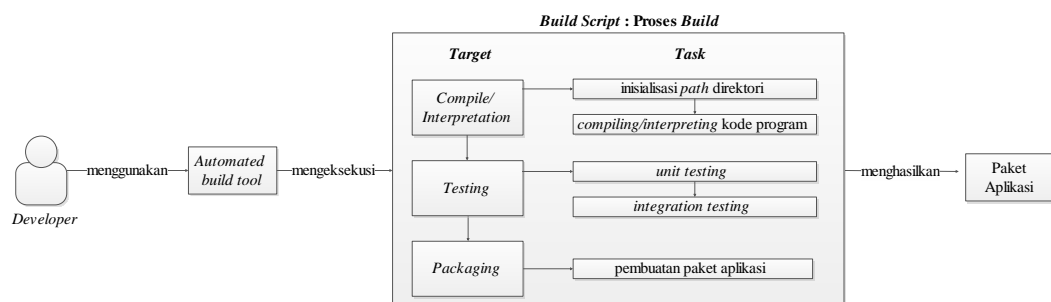 Build Script : Proses Build
Target
Task
Compile/
Interpretation
inisialisasi path direktori
compiling/interpreting kode program
Developer
menggunakan
Automated
build tool
mengeksekusi
Testing
unit testing
integration testing
menghasilkan
Paket
Aplikasi
Packaging
pembuatan paket aplikasi